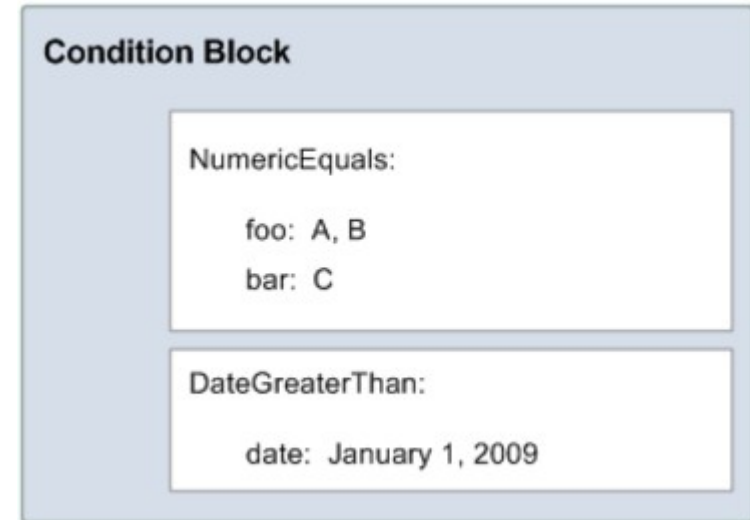 Condition Block
NumericEquals:
foo: A, B
bar: C
DateGreaterThan:
date: January 1, 2009